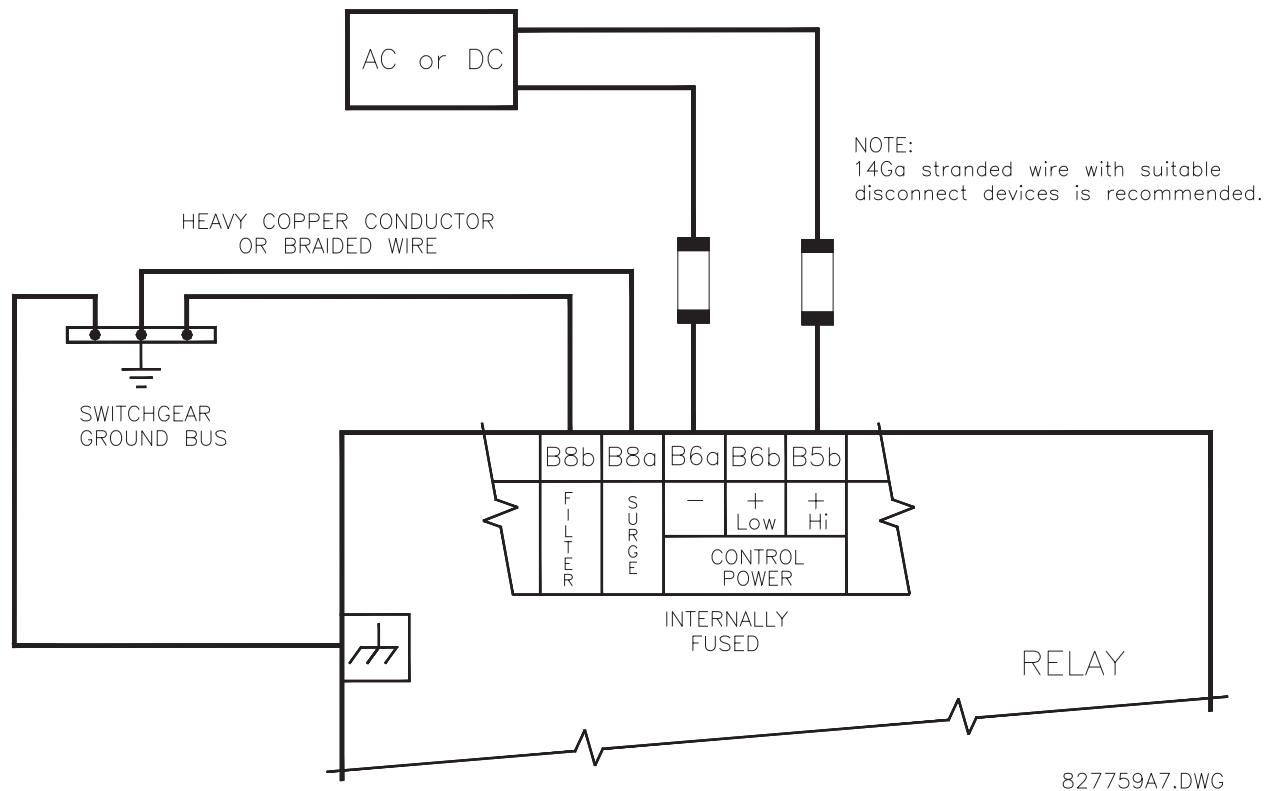 AC or DC
NOTE:
14Ga stranded wire with suitable
disconnect devices is recommended.
HEAVY COPPER CONDUCTOR
OR BRAIDED WIRE
SWITCHGEAR
GROUND BUS
B8b B8a B6a B6b B5b
FILTER
SURGE
− + +
Low Hi
CONTROL
POWER
INTERNALLY
FUSED
RELAY
827759A7.DWG